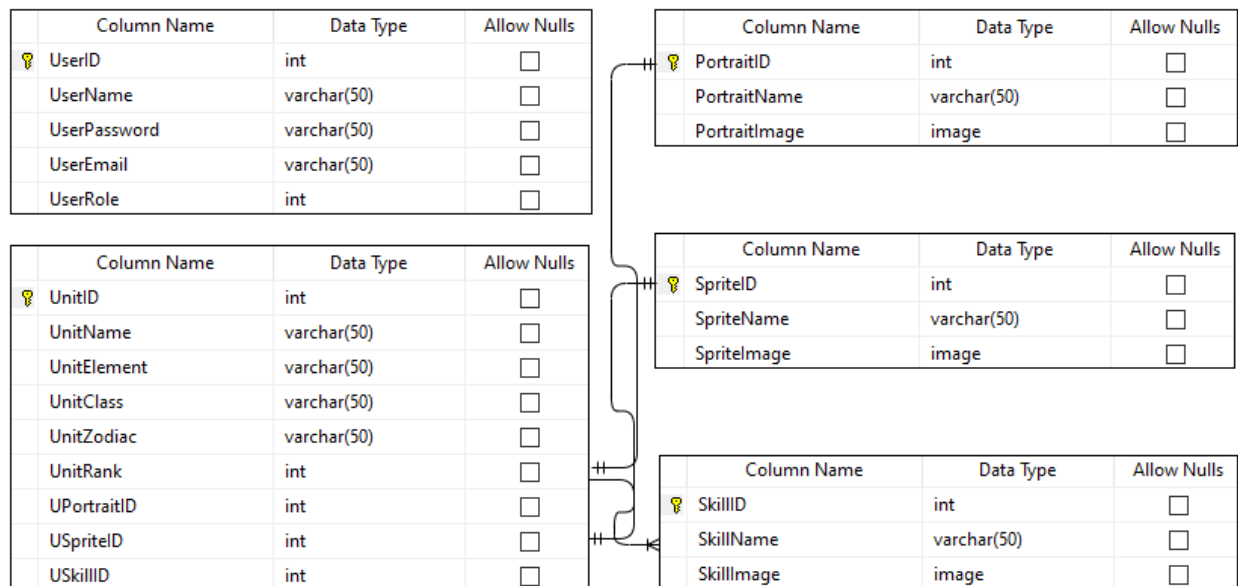 Column Name Data Type Allow Nulls
UserID int
UserName varchar(50)
UserPassword varchar(50)
UserEmail varchar(50)
UserRole int
Column Name Data Type Allow Nulls
PortraitID int
PortraitName varchar(50)
PortraitImage image
Column Name Data Type Allow Nulls
UnitID int
UnitName varchar(50)
UnitElement varchar(50)
UnitClass varchar(50)
UnitZodiac varchar(50)
UnitRank int
UPortraitID int
USpriteID int
USkillID int
Column Name Data Type Allow Nulls
SpriteID int
SpriteName varchar(50)
SpriteImage image
Column Name Data Type Allow Nulls
SkillID int
SkillName varchar(50)
SkillImage image